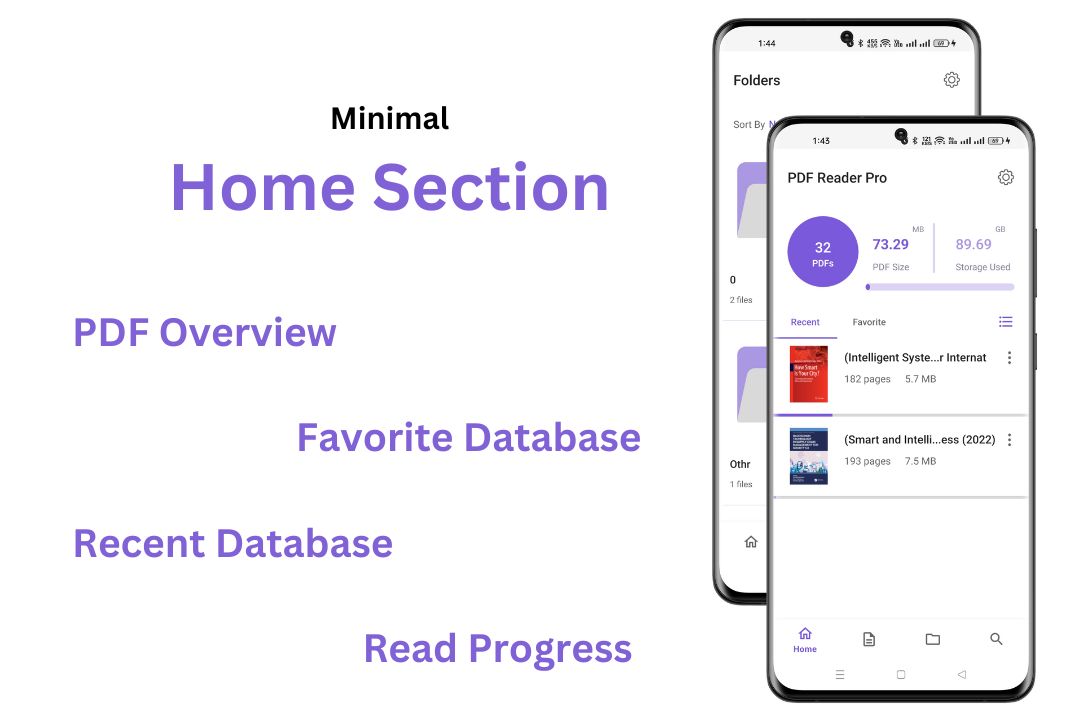 Minimal
Home Section
PDF Overview
Favorite Database
Recent Database
Read Progress
1:44
Folders
Sort By N
0
2 files
Othr
1 files
1:43
PDF Reader Pro
32
PDFs
73.29 MB
PDF Size
89.69 GB
Storage Used
Recent Favorite
(Intelligent Syste...r Internat
182 pages 5.7 MB
How Smart
Is Your City?
(Smart and Intelli...ess (2022)
193 pages 7.5 MB
Home